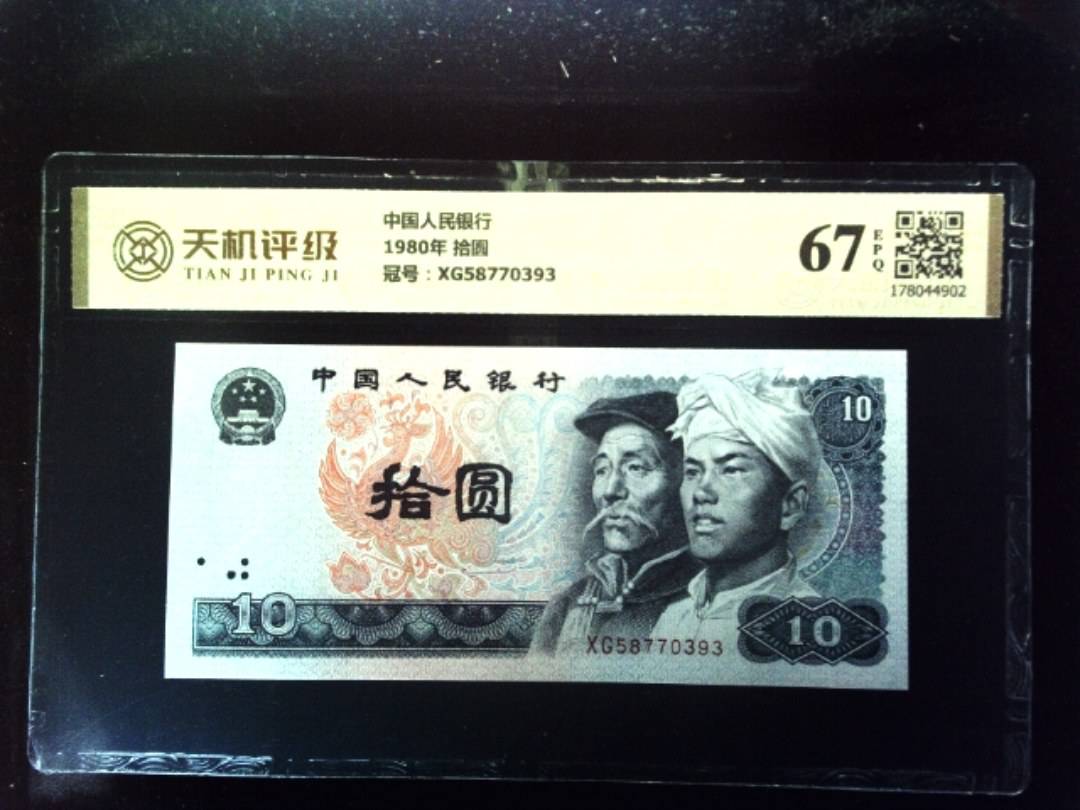 天机评级
TIAN JI PING JI
中国人民银行
1980年 拾圆
冠号：XG58770393
67
EPQ
178044902
中国人民银行
10
拾圆
10
XG58770393
10